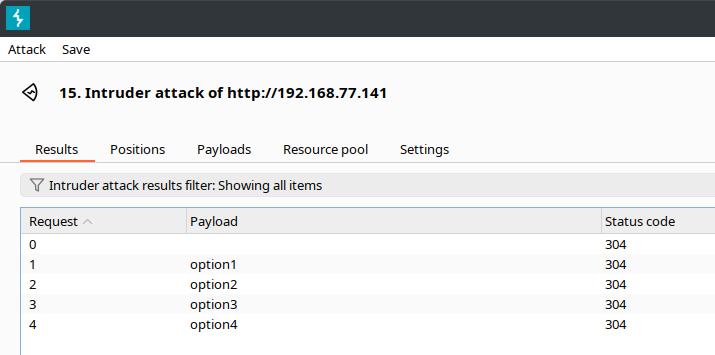 Attack Save
15. Intruder attack of http://192.168.77.141
Results Positions Payloads Resource pool Settings
Intruder attack results filter: Showing all items
Request Payload Status code
0 304
1 option1 304
2 option2 304
3 option3 304
4 option4 304